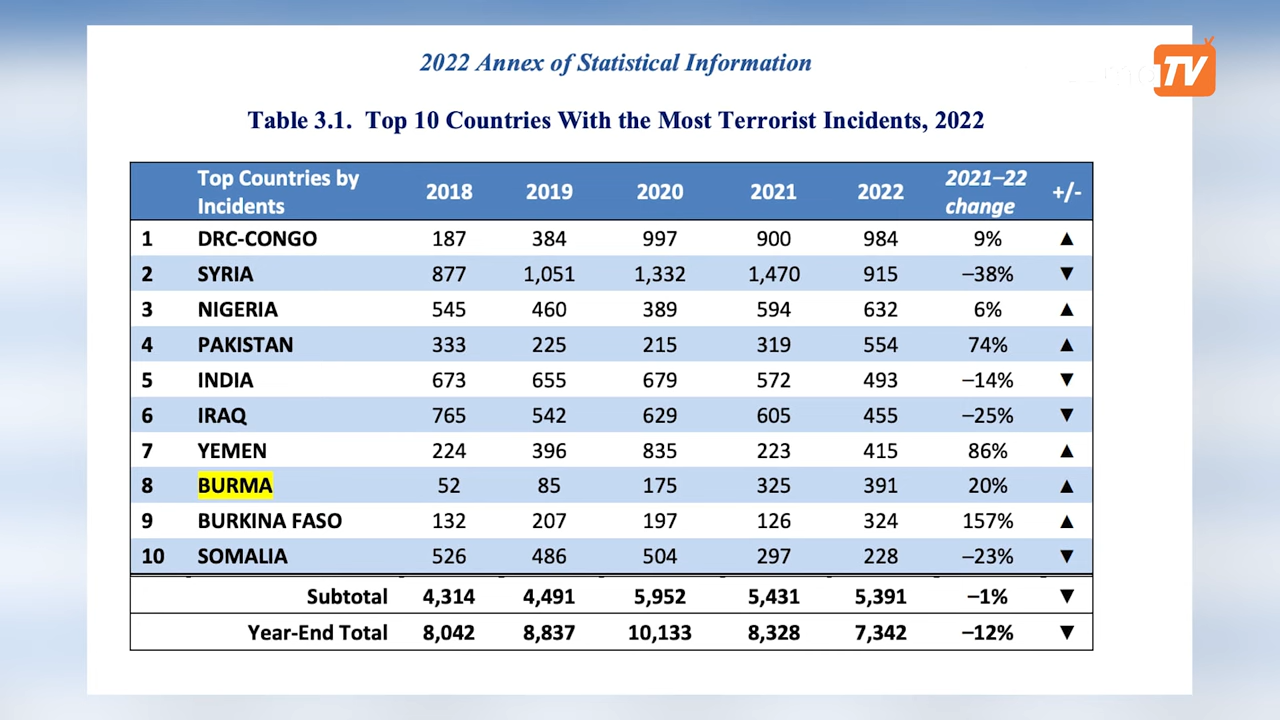 2022 Annex of Statistical Information
TV
Table 3.1. Top 10 Countries With the Most Terrorist Incidents, 2022
Top Countries by Incidents 2018 2019 2020 2021 2022 2021–22 change +/-
1 DRC-CONGO 187 384 997 900 984 9% ▲
2 SYRIA 877 1,051 1,332 1,470 915 –38% ▼
3 NIGERIA 545 460 389 594 632 6% ▲
4 PAKISTAN 333 225 215 319 554 74% ▲
5 INDIA 673 655 679 572 493 –14% ▼
6 IRAQ 765 542 629 605 455 –25% ▼
7 YEMEN 224 396 835 223 415 86% ▲
8 BURMA 52 85 175 325 391 20% ▲
9 BURKINA FASO 132 207 197 126 324 157% ▲
10 SOMALIA 526 486 504 297 228 –23% ▼
Subtotal 4,314 4,491 5,952 5,431 5,391 –1% ▼
Year-End Total 8,042 8,837 10,133 8,328 7,342 –12% ▼